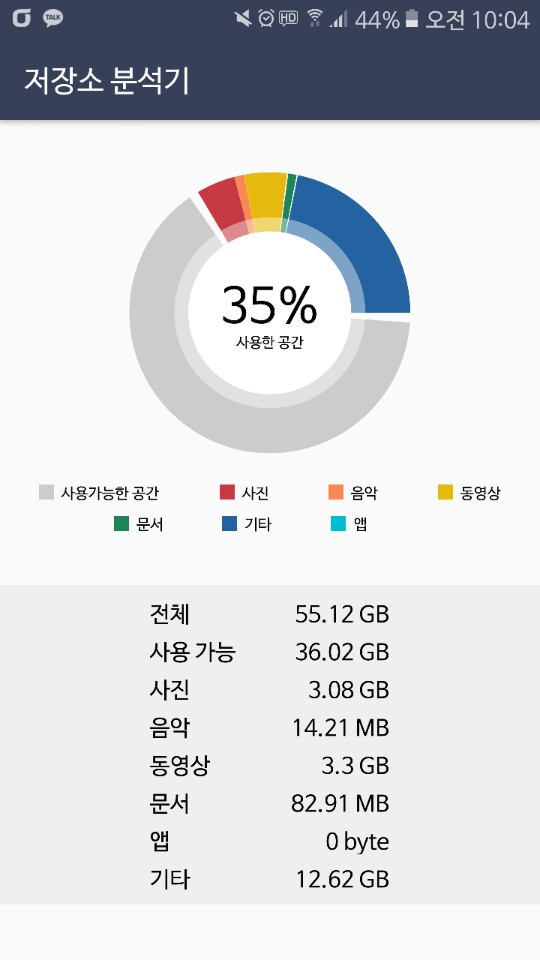 TALK HD 44% 오전 10:04
저장소 분석기
35%
사용한 공간
사용가능한 공간 사진 음악 동영상
문서 기타 앱
전체 55.12 GB
사용 가능 36.02 GB
사진 3.08 GB
음악 14.21 MB
동영상 3.3 GB
문서 82.91 MB
앱 0 byte
기타 12.62 GB